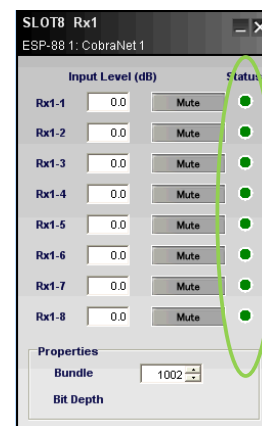 SLOT8 Rx1
ESP-88 1: CobraNet 1
Input Level (dB) Status
Rx1-1 0.0 Mute
Rx1-2 0.0 Mute
Rx1-3 0.0 Mute
Rx1-4 0.0 Mute
Rx1-5 0.0 Mute
Rx1-6 0.0 Mute
Rx1-7 0.0 Mute
Rx1-8 0.0 Mute
Properties
Bundle 1002
Bit Depth